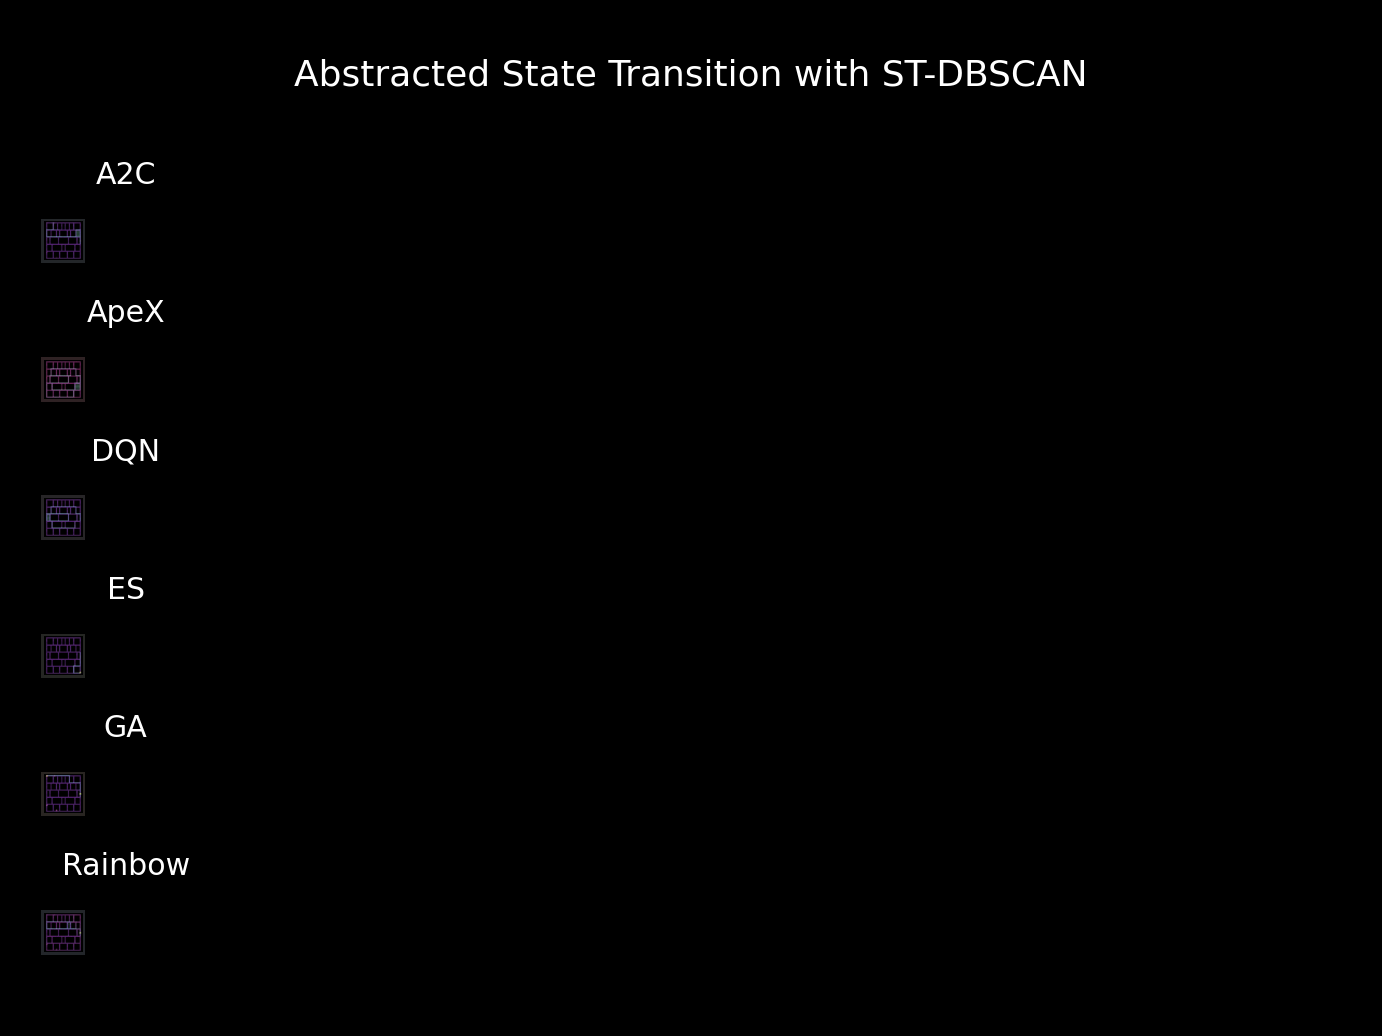 Abstracted State Transition with ST-DBSCAN
A2C
ApeX
DQN
ES
GA
Rainbow